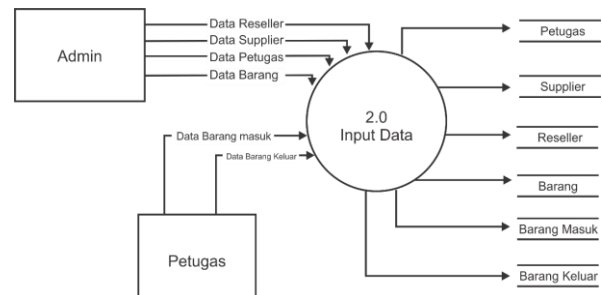 Admin
Data Reseller
Data Supplier
Data Petugas
Data Barang
2.0
Input Data
Data Barang masuk
Data Barang Keluar
Petugas
Petugas
Supplier
Reseller
Barang
Barang Masuk
Barang Keluar